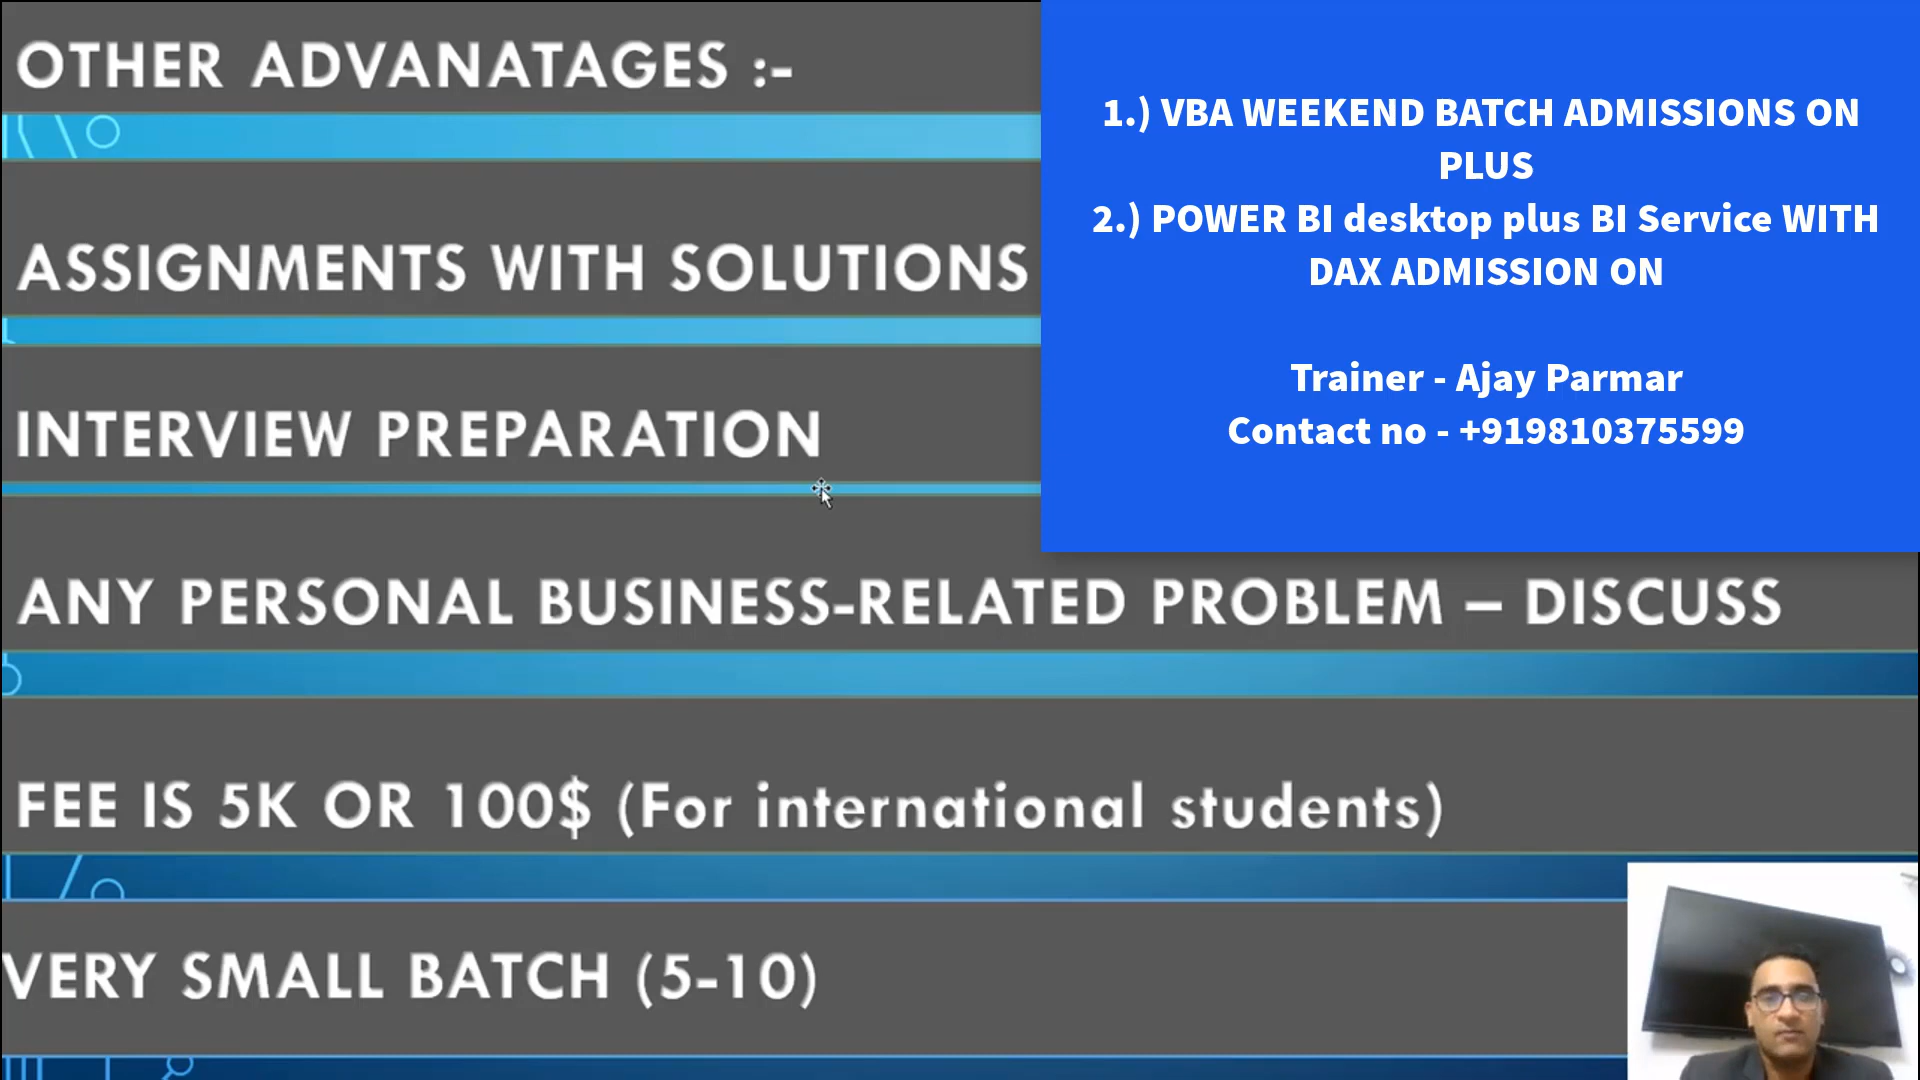 OTHER ADVANATAGES :-
ASSIGNMENTS WITH SOLUTIONS
INTERVIEW PREPARATION
ANY PERSONAL BUSINESS-RELATED PROBLEM – DISCUSS
FEE IS 5K OR 100$ (For international students)
VERY SMALL BATCH (5-10)
1.) VBA WEEKEND BATCH ADMISSIONS ON
PLUS
2.) POWER BI desktop plus BI Service WITH
DAX ADMISSION ON
Trainer - Ajay Parmar
Contact no - +919810375599